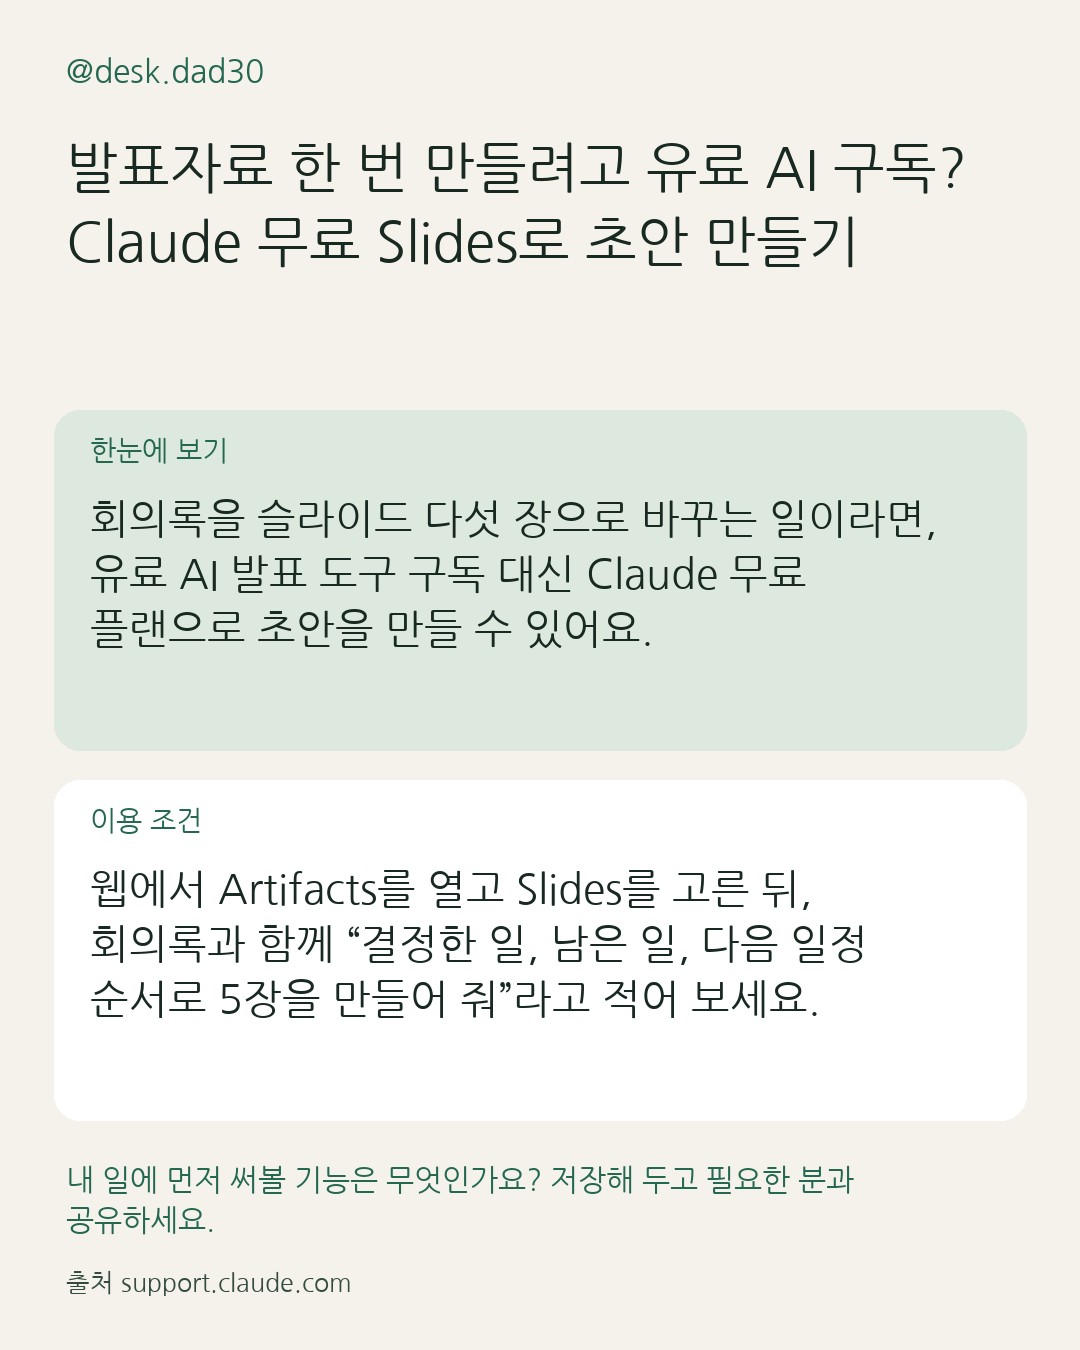 @desk.dad30
발표자료 한 번 만들려고 유료 AI 구독?
Claude 무료 Slides로 초안 만들기
한눈에 보기
회의록을 슬라이드 다섯 장으로 바꾸는 일이라면,
유료 AI 발표 도구 구독 대신 Claude 무료
플랜으로 초안을 만들 수 있어요.
이용 조건
웹에서 Artifacts를 열고 Slides를 고른 뒤,
회의록과 함께 “결정한 일, 남은 일, 다음 일정
순서로 5장을 만들어 줘”라고 적어 보세요.
내 일에 먼저 써볼 기능은 무엇인가요? 저장해 두고 필요한 분과
공유하세요.
출처 support.claude.com